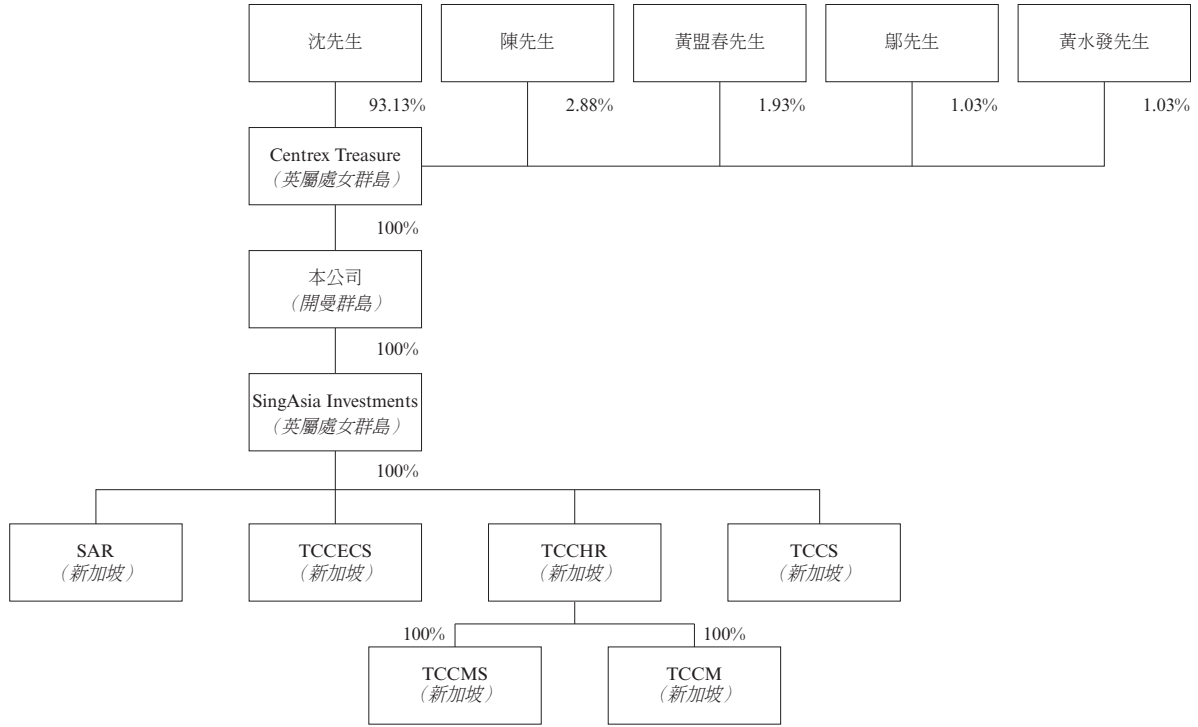 沈先生
陳先生
黃盟春先生
鄔先生
黃水發先生
93.13%
2.88%
1.93%
1.03%
1.03%
Centrex Treasure
（英屬處女群島）
100%
本公司
（開曼群島）
100%
SingAsia Investments
（英屬處女群島）
100%
SAR
（新加坡）
TCCECS
（新加坡）
TCCHR
（新加坡）
TCCS
（新加坡）
100%
100%
TCCMS
（新加坡）
TCCM
（新加坡）